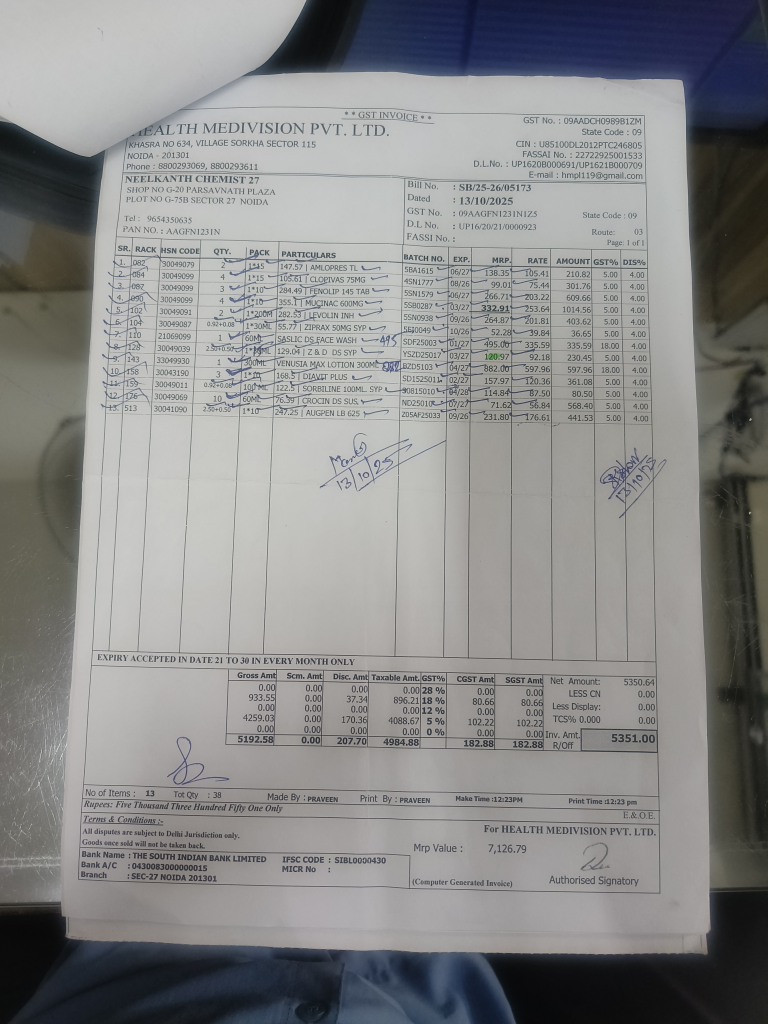 * * GST INVOICE * *
HEALTH MEDIVISION PVT. LTD.
KHASRA NO 634, VILLAGE SORKHA SECTOR 115
NOIDA - 201301
Phone : 8800293069, 8800293611
GST No. : 09AADCH0989B1ZM
State Code : 09
CIN : U85100DL2012PTC246805
FASSAI No. : 22722925001533
D.L.No. : UP1620B000691/UP1621B000709
E-mail : hmpl119@gmail.com
NEELKANTH CHEMIST 27
SHOP NO G-20 PARSAVNATH PLAZA
PLOT NO G-75B SECTOR 27 NOIDA
Tel : 9654350635
PAN NO. : AAGFN1231N
Bill No. : SB/25-26/05173
Dated : 13/10/2025
GST No. : 09AAGFN1231N1Z5 State Code : 09
D.L No. : UP16/20/21/0000923
FASSI No. : Route: 03
Page: 1 of 1
SR. RACK HSN CODE QTY. PACK PARTICULARS BATCH NO. EXP. MRP. RATE AMOUNT GST% DIS%
1. 082 30049079 2 1*15 147.57 | AMLOPRES TL 5BA1615 06/27 138.35 105.41 210.82 5.00 4.00
2. 084 30049099 4 1*15 105.61 | CLOPIVAS 75MG 4SN1777 08/26 99.01 75.44 301.76 5.00 4.00
3. 087 30049099 3 1*10 284.49 | FENOLIP 145 TAB 5SN1579 06/27 266.71 203.22 609.66 5.00 4.00
4. 090 30049099 4 1*10 355.1 | MUCINAC 600MG 5SB0287 03/27 332.91 253.64 1014.56 5.00 4.00
5. 102 30049091 2 1*200M 282.53 | LEVOLIN INH 5SN0938 09/26 264.87 201.81 403.62 5.00 4.00
6. 104 30049087 0.92+0.08 1*30ML 55.77 | ZIPRAX 50MG SYP 10/26 52.28 39.84 36.65 5.00 4.00
7. 110 21069099 1 60ML SASLIC DS FACE WASH 495 SDF25003 01/27 495.00 335.59 335.59 18.00 4.00
8. 128 30049039 2.50+0.50 129.04 | Z & D DS SYP YSZD25017 03/27 120.97 92.18 230.45 5.00 4.00
9. 143 33049930 1 300ML VENUSIA MAX LOTION 300ML BZD5103 04/27 882.00 597.96 597.96 18.00 4.00
10. 158 30043190 3 1*10 168.5 | DIAVIT PLUS SD1525011 02/27 157.97 120.36 361.08 5.00 4.00
11. 159 30049011 0.92+0.08 100 ML 122.5 | SORBILINE 100ML SYP 30815010 04/28 114.84 87.50 80.50 5.00 4.00
12. 176 30049069 10 60ML 76.39 | CROCIN DS SUS ND25010 07/27 71.62 56.84 568.40 5.00 4.00
13. 513 30041090 2.50+0.50 1*10 247.25 | AUGPEN LB 625 Z05AF25033 09/26 231.80 176.61 441.53 5.00 4.00
13/10/25
13/10/25
EXPIRY ACCEPTED IN DATE 21 TO 30 IN EVERY MONTH ONLY
Gross Amt Scm. Amt Disc. Amt Taxable Amt. GST% CGST Amt SGST Amt
0.00 0.00 0.00 0.00 28 % 0.00 0.00
933.55 0.00 37.34 896.21 18 % 80.66 80.66
0.00 0.00 0.00 0.00 12 % 0.00 0.00
4259.03 0.00 170.36 4088.67 5 % 102.22 102.22
0.00 0.00 0.00 0.00 0 % 0.00 0.00
5192.58 0.00 207.70 4984.88 182.88 182.88
Net Amount: 5350.64
LESS CN 0.00
Less Display: 0.00
TCS% 0.000 0.00
Inv. Amt. 5351.00
R/Off
No of Items : 13 Tot Qty : 38 Made By : PRAVEEN Print By : PRAVEEN Make Time :12:23PM Print Time :12:23 pm
Rupees: Five Thousand Three Hundred Fifty One Only
E.& O.E.
Terms & Conditions :-
All disputes are subject to Delhi Jurisdiction only.
Goods once sold will not be taken back.
Bank Name : THE SOUTH INDIAN BANK LIMITED IFSC CODE : SIBL0000430
Bank A/C : 0430083000000015 MICR No :
Branch : SEC-27 NOIDA 201301
For HEALTH MEDIVISION PVT. LTD.
Mrp Value : 7,126.79
(Computer Generated Invoice)
Authorised Signatory